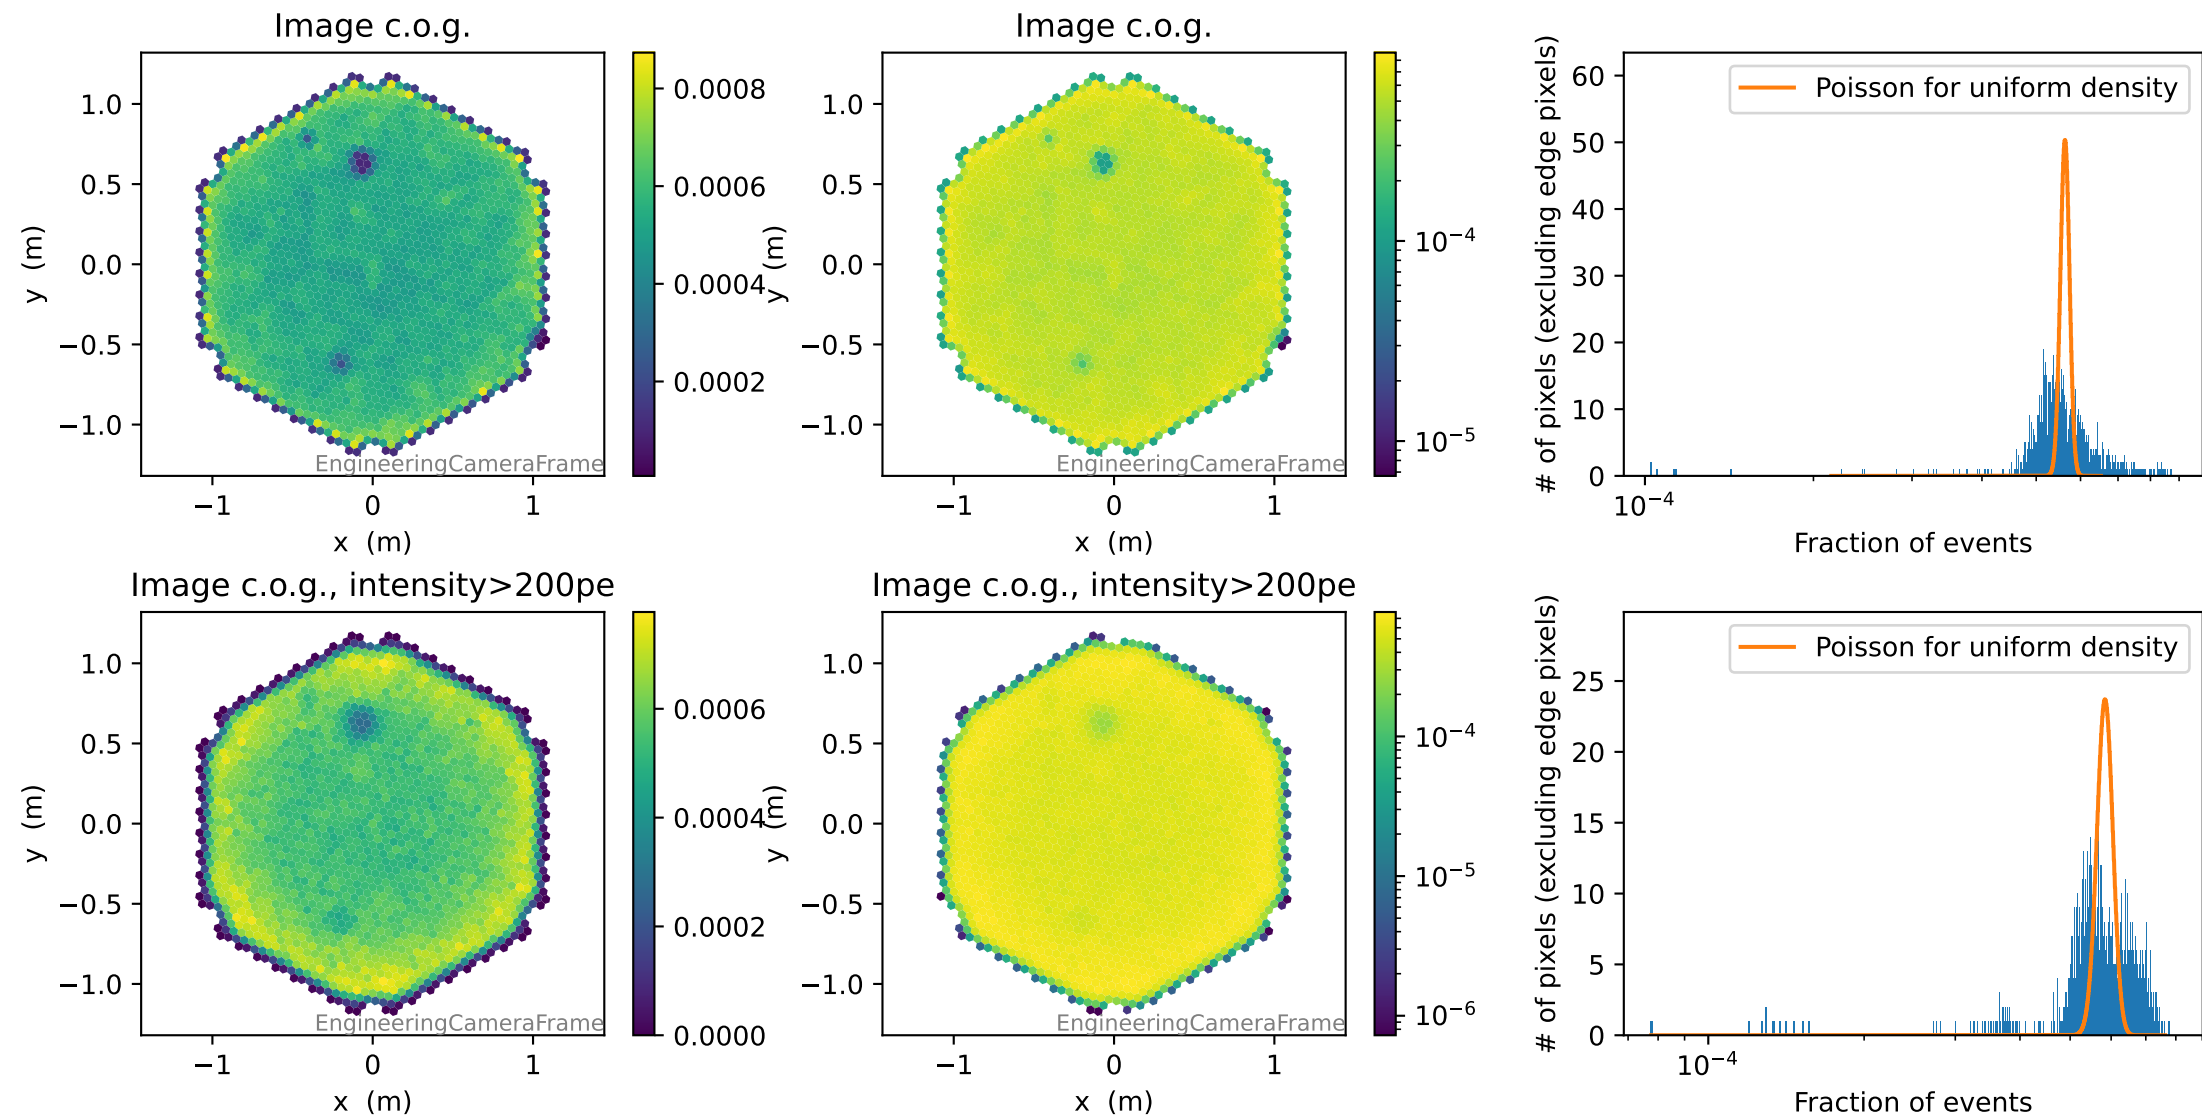 Image c.o.g.
1.0
0.5
0.0
−0.5
−1.0
y (m)
−1
0
1
x (m)
EngineeringCameraFrame
0.0008
0.0006
0.0004
0.0002
Image c.o.g.
1.0
0.5
0.0
−0.5
−1.0
y (m)
−1
0
1
x (m)
EngineeringCameraFrame
10⁻⁴
10⁻⁵
Poisson for uniform density
60
50
40
30
20
10
0
# of pixels (excluding edge pixels)
10⁻⁴
Fraction of events
Image c.o.g., intensity>200pe
1.0
0.5
0.0
−0.5
−1.0
y (m)
−1
0
1
x (m)
EngineeringCameraFrame
0.0006
0.0004
0.0002
0.0000
Image c.o.g., intensity>200pe
1.0
0.5
0.0
−0.5
−1.0
y (m)
−1
0
1
x (m)
EngineeringCameraFrame
10⁻⁴
10⁻⁵
10⁻⁶
Poisson for uniform density
25
20
15
10
5
0
# of pixels (excluding edge pixels)
10⁻⁴
Fraction of events